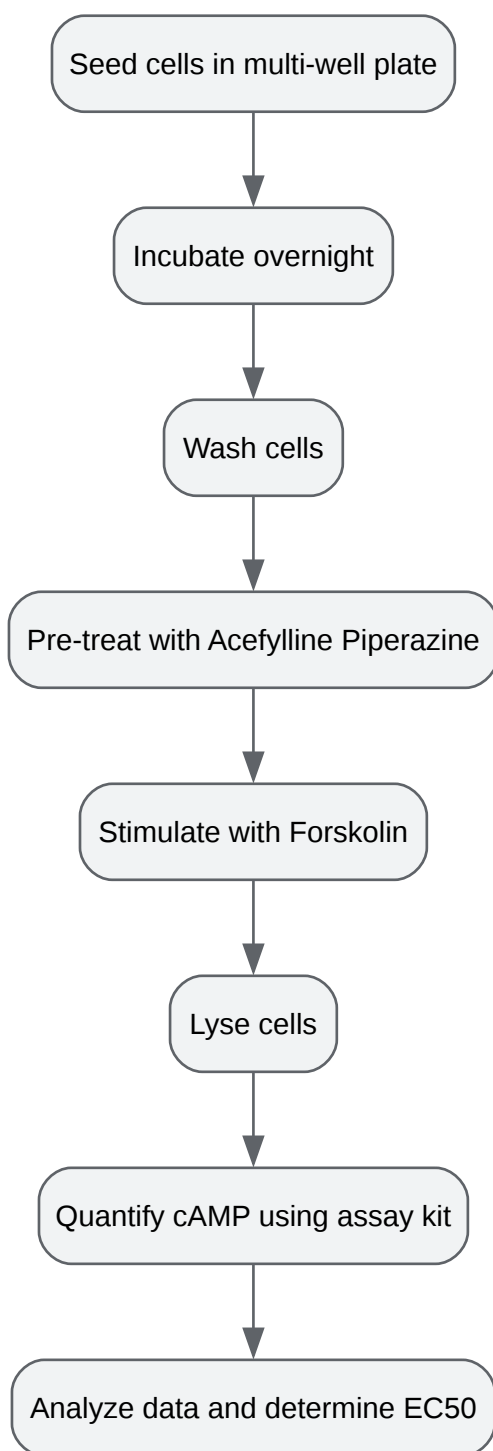 Seed cells in multi-well plate
Incubate overnight
Wash cells
Pre-treat with Acefylline Piperazine
Stimulate with Forskolin
Lyse cells
Quantify cAMP using assay kit
Analyze data and determine EC50